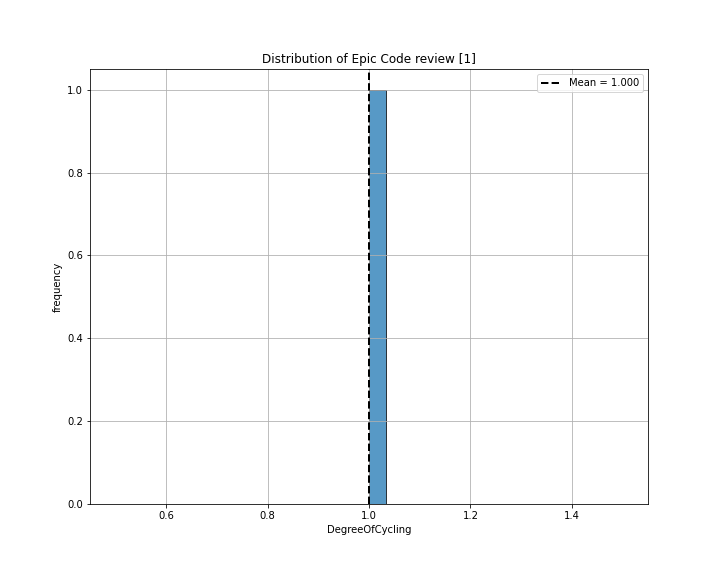 Distribution of Epic Code review [1]
Mean = 1.000
frequency
1.0
0.8
0.6
0.4
0.2
0.0
0.6 0.8 1.0 1.2 1.4
DegreeOfCycling